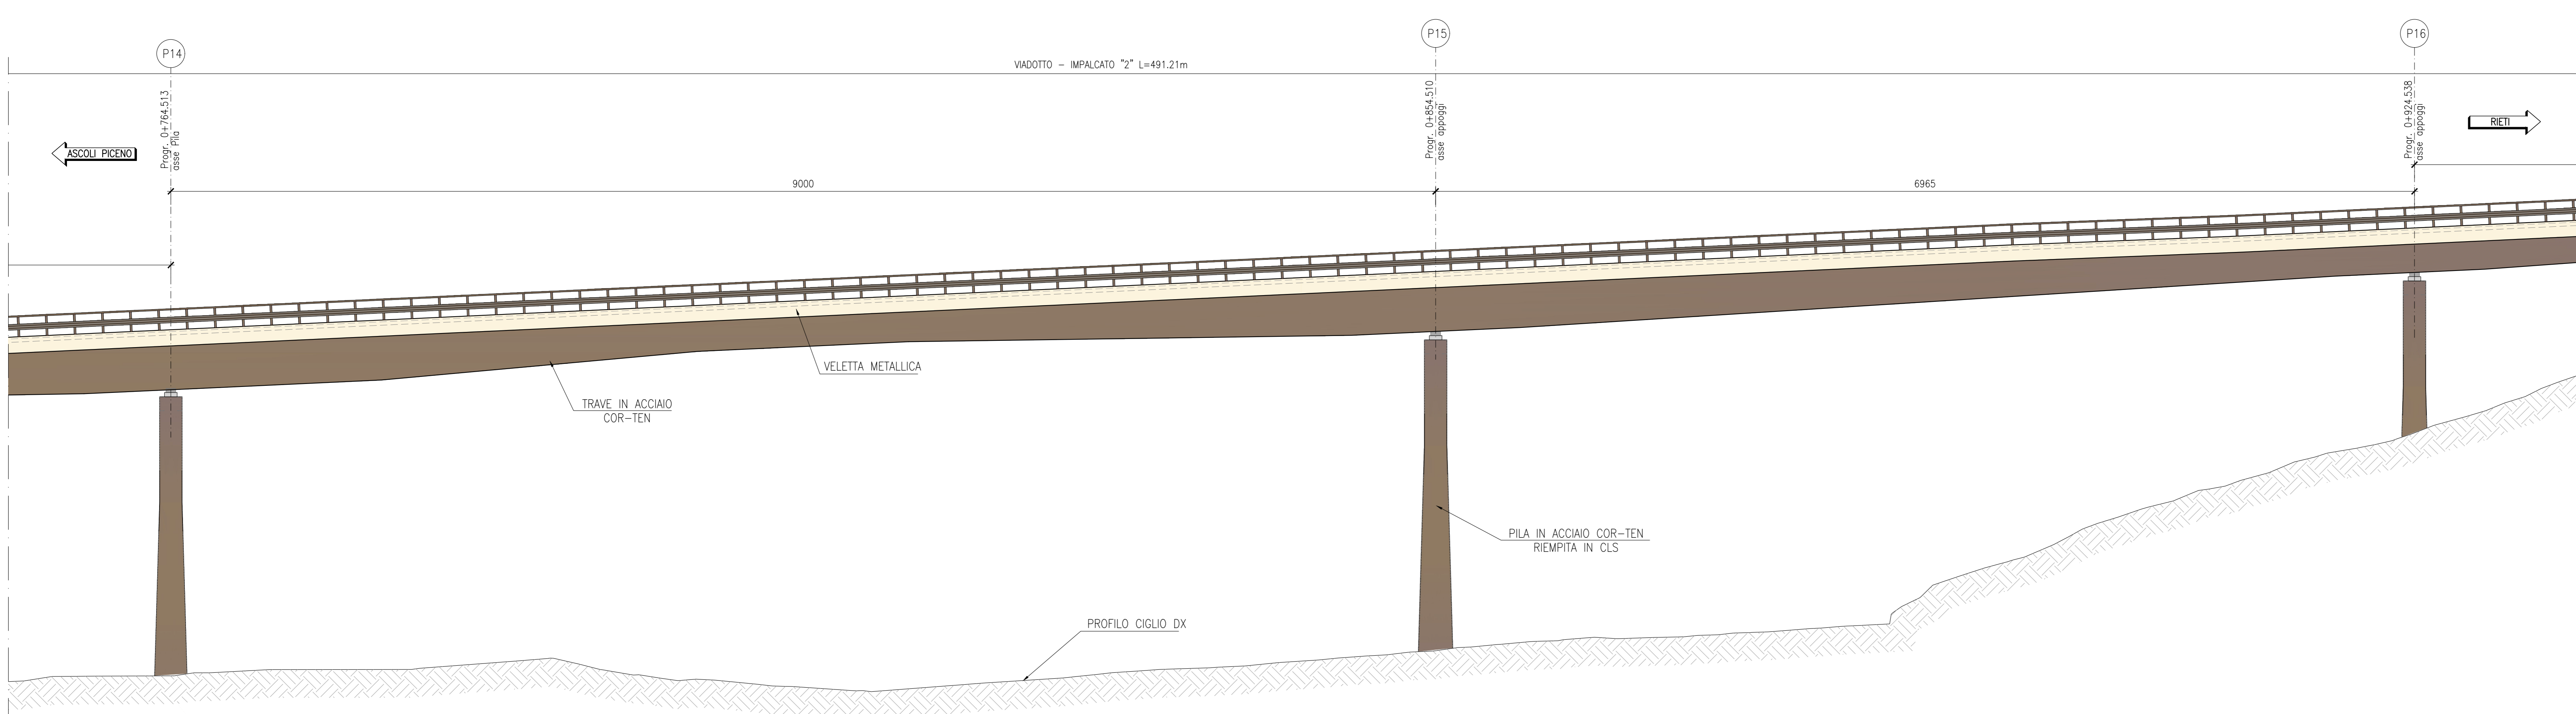 P14
P15
P16
VIADOTTO - IMPALCATO "2" L=491.21m
Progr. 0+764.513
asse Pila
Progr. 0+854.510
asse appoggi
Progr. 0+924.538
asse appoggi
ASCOLI PICENO
RIETI
9000
6965
VELETTA METALLICA
TRAVE IN ACCIAIO
COR-TEN
PILA IN ACCIAIO COR-TEN
RIEMPITA IN CLS
PROFILO CIGLIO DX